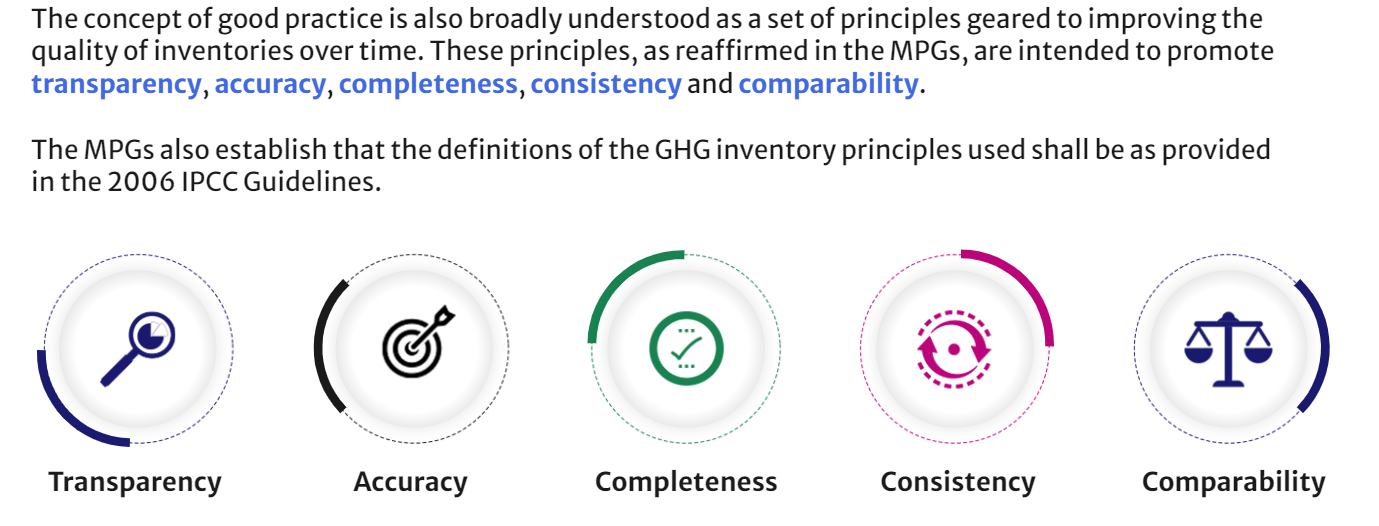 The concept of good practice is also broadly understood as a set of principles geared to improving the
quality of inventories over time. These principles, as reaffirmed in the MPGs, are intended to promote
transparency, accuracy, completeness, consistency and comparability.
The MPGs also establish that the definitions of the GHG inventory principles used shall be as provided
in the 2006 IPCC Guidelines.
Transparency
Accuracy
Completeness
Consistency
Comparability